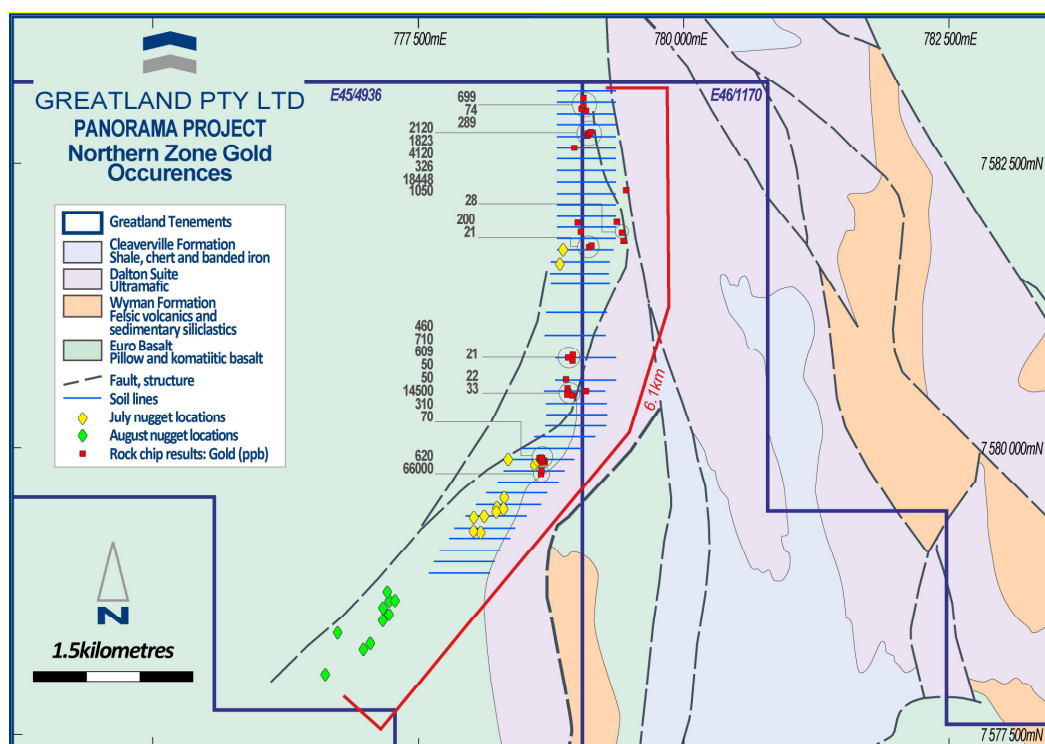 777 500mE
780 000mE
782 500mE
E45/4936
E46/1170
GREATLAND PTY LTD
PANORAMA PROJECT
Northern Zone Gold
Occurences
Greatland Tenements
Cleaverville Formation
Shale, chert and banded iron
Dalton Suite
Ultramafic
Wyman Formation
Felsic volcanics and
sedimentary siliclastics
Euro Basalt
Pillow and komatiitic basalt
Fault, structure
Soil lines
July nugget locations
August nugget locations
Rock chip results: Gold (ppb)
699
74
289
2120
1823
4120
326
18448
1050
28
200
21
460
710
609
50
50
14500
310
70
21
22
33
620
66000
6.1km
7 582 500mN
7 580 000mN
7 577 500mN
N
1.5kilometres